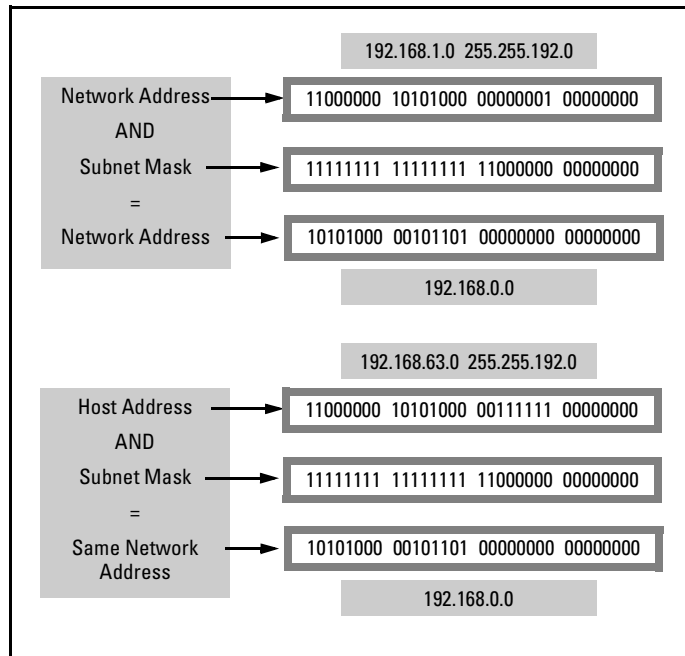 192.168.1.0 255.255.192.0
Network Address
11000000 10101000 00000001 00000000
AND
Subnet Mask
11111111 11111111 11000000 00000000
=
Network Address
10101000 00101101 00000000 00000000
192.168.0.0
192.168.63.0 255.255.192.0
Host Address
11000000 10101000 00111111 00000000
AND
Subnet Mask
11111111 11111111 11000000 00000000
=
Same Network
Address
10101000 00101101 00000000 00000000
192.168.0.0